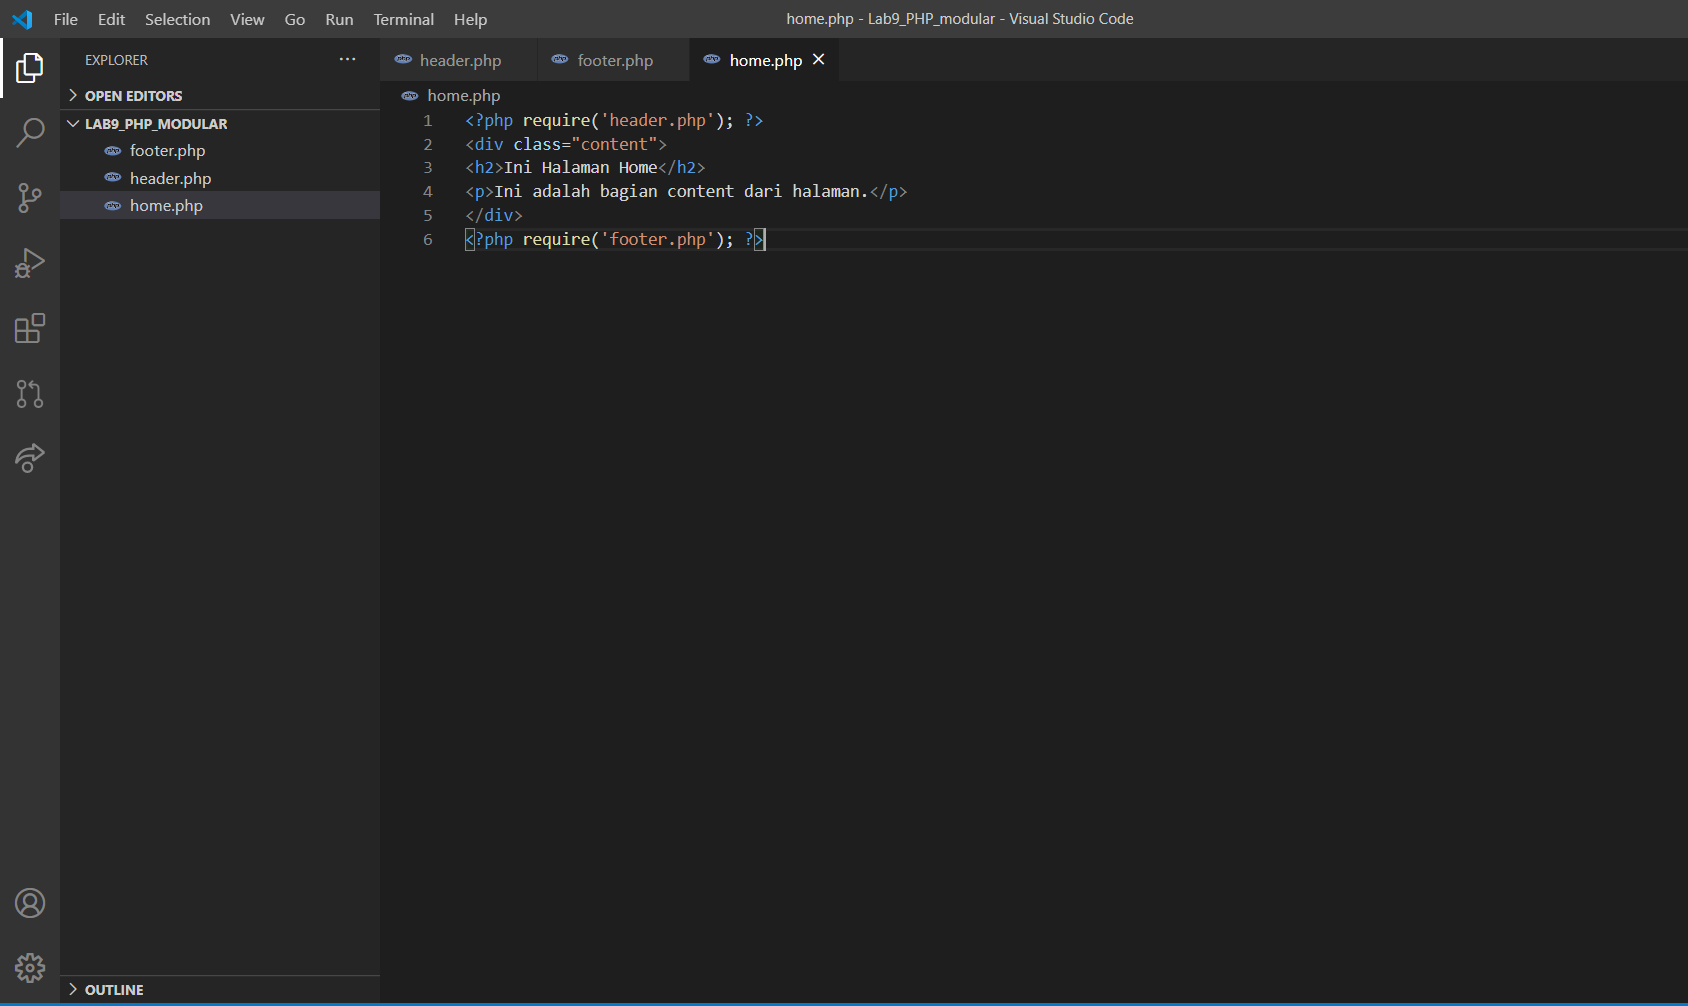 File Edit Selection View Go Run Terminal Help
home.php - Lab9_PHP_modular - Visual Studio Code
EXPLORER
OPEN EDITORS
LAB9_PHP_MODULAR
footer.php
header.php
home.php
OUTLINE
header.php footer.php home.php
home.php
1 <?php require('header.php'); ?>
2 <div class="content">
3 <h2>Ini Halaman Home</h2>
4 <p>Ini adalah bagian content dari halaman.</p>
5 </div>
6 <?php require('footer.php'); ?>